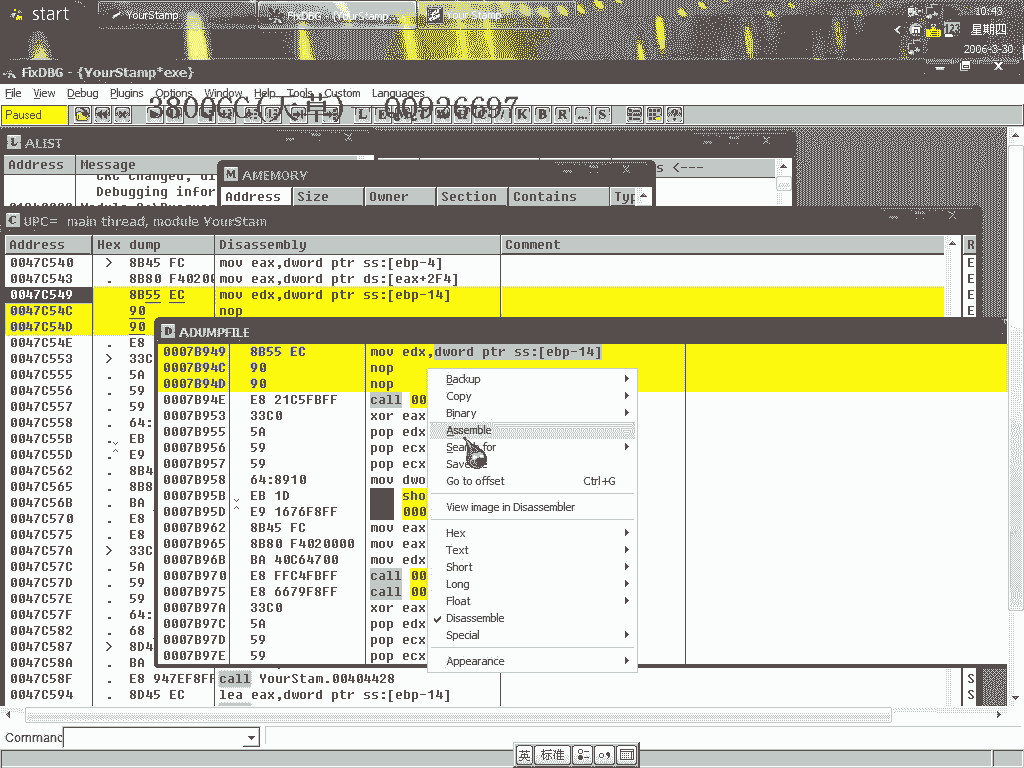 start
YourStamp
FixDBG - {YourStamp.
YourStamp
10:43
星期四
2006-3-30
FixDBG - {YourStamp*exe}
File View Debug Plugins Options Window Help Tools Custom Languages
3800CC(天草) 00926697
Paused
L E M K B R ... S
ALIST
Address Message
CRC changed, di
Debugging infor
AMEMORY
s <---
Address Size Owner Section Contains Typ
UPC= main thread, module YourStam
Address Hex dump Disassembly Comment R
0047C540 > 8B45 FC mov eax,dword ptr ss:[ebp-4] E
0047C543 . 8B80 F4020 mov eax,dword ptr ds:[eax+2F4] E
0047C549 8B55 EC mov edx,dword ptr ss:[ebp-14] E
0047C54C 90 nop E
0047C54D 90
ADUMPFILE
0047C54E . E8
0047C553 > 33C
0047C555 . 5A
0047C556 . 59
0047C557 . 59
0047C558 . 64:
0047C55B . EB
0047C55D . E9
0047C562 . 8B4
0047C565 . 8B8
0047C56B . BA
0047C570 . E8
0047C575 . E8
0047C57A > 33C
0047C57C . 5A
0047C57D . 59
0047C57E . 59
0047C57F . 64:
0047C582 . 68
0047C587 > 8D4
0047C58A . BA
0007B949 8B55 EC mov edx,dword ptr ss:[ebp-14]
0007B94C 90 nop
0007B94D 90 nop
0007B94E E8 21C5FBFF call 00
0007B953 33C0 xor eax
0007B955 5A pop edx
0007B956 59 pop ecx
0007B957 59 pop ecx
0007B958 64:8910 mov dwo
0007B95B EB 1D sho
0007B95D E9 1676F8FF 000
0007B962 8B45 FC mov eax
0007B965 8B80 F4020000 mov eax
0007B96B BA 40C64700 mov edx
0007B970 E8 FFC4FBFF call 00
0007B975 E8 6679F8FF call 00
0007B97A 33C0 xor eax
0007B97C 5A pop edx
0007B97D 59 pop ecx
0007B97E 59 pop ecx
Backup
Copy
Binary
Assemble
Search for
Save
Go to offset Ctrl+G
View image in Disassembler
Hex
Text
Short
Long
Float
Disassemble
Special
Appearance
0047C58F . E8 947EF8FF call YourStam.00404428 S
0047C594 . 8D45 EC lea eax,dword ptr ss:[ebp-14] S
Command
英 标准